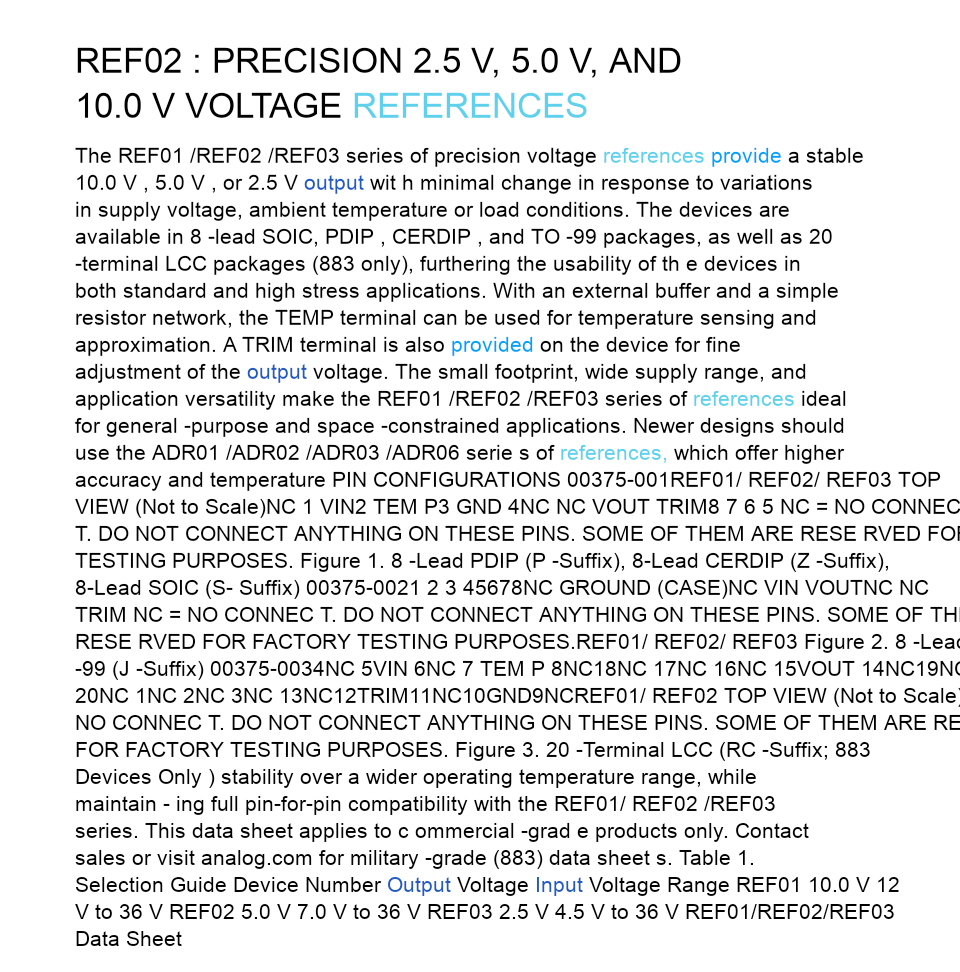 REF02 : PRECISION 2.5 V, 5.0 V, AND
10.0 V VOLTAGE REFERENCES
The REF01 /REF02 /REF03 series of precision voltage references provide a stable
10.0 V , 5.0 V , or 2.5 V output wit h minimal change in response to variations
in supply voltage, ambient temperature or load conditions. The devices are
available in 8 -lead SOIC, PDIP , CERDIP , and TO -99 packages, as well as 20
-terminal LCC packages (883 only), furthering the usability of th e devices in
both standard and high stress applications. With an external buffer and a simple
resistor network, the TEMP terminal can be used for temperature sensing and
approximation. A TRIM terminal is also provided on the device for fine
adjustment of the output voltage. The small footprint, wide supply range, and
application versatility make the REF01 /REF02 /REF03 series of references ideal
for general -purpose and space -constrained applications. Newer designs should
use the ADR01 /ADR02 /ADR03 /ADR06 serie s of references, which offer higher
accuracy and temperature PIN CONFIGURATIONS 00375-001REF01/ REF02/ REF03 TOP
VIEW (Not to Scale)NC 1 VIN2 TEM P3 GND 4NC NC VOUT TRIM8 7 6 5 NC = NO CONNEC
T. DO NOT CONNECT ANYTHING ON THESE PINS. SOME OF THEM ARE RESE RVED FO
TESTING PURPOSES. Figure 1. 8 -Lead PDIP (P -Suffix), 8-Lead CERDIP (Z -Suffix),
8-Lead SOIC (S- Suffix) 00375-0021 2 3 45678NC GROUND (CASE)NC VIN VOUTNC NC
TRIM NC = NO CONNEC T. DO NOT CONNECT ANYTHING ON THESE PINS. SOME OF TH
RESE RVED FOR FACTORY TESTING PURPOSES.REF01/ REF02/ REF03 Figure 2. 8 -Lea
-99 (J -Suffix) 00375-0034NC 5VIN 6NC 7 TEM P 8NC18NC 17NC 16NC 15VOUT 14NC19N
20NC 1NC 2NC 3NC 13NC12TRIM11NC10GND9NCREF01/ REF02 TOP VIEW (Not to Scale)
NO CONNEC T. DO NOT CONNECT ANYTHING ON THESE PINS. SOME OF THEM ARE RE
FOR FACTORY TESTING PURPOSES. Figure 3. 20 -Terminal LCC (RC -Suffix; 883
Devices Only ) stability over a wider operating temperature range, while
maintain - ing full pin-for-pin compatibility with the REF01/ REF02 /REF03
series. This data sheet applies to c ommercial -grad e products only. Contact
sales or visit analog.com for military -grade (883) data sheet s. Table 1.
Selection Guide Device Number Output Voltage Input Voltage Range REF01 10.0 V 12
V to 36 V REF02 5.0 V 7.0 V to 36 V REF03 2.5 V 4.5 V to 36 V REF01/REF02/REF03
Data Sheet